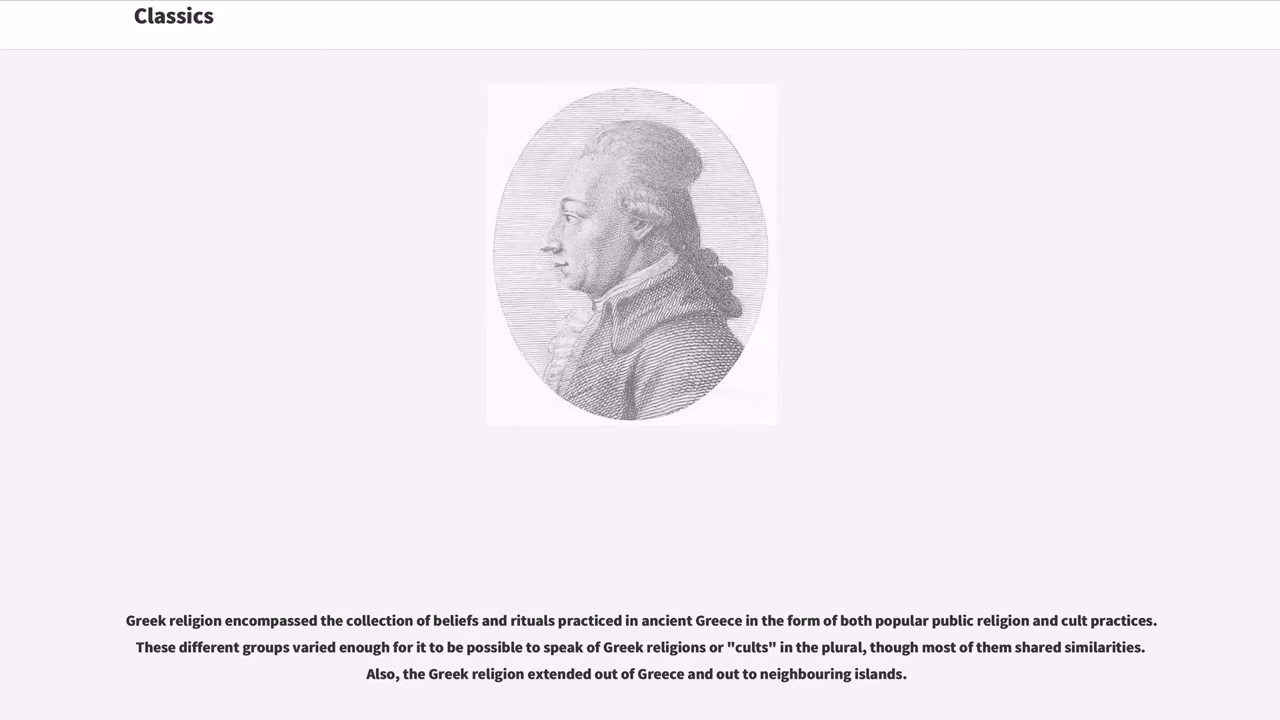 Classics
Greek religion encompassed the collection of beliefs and rituals practiced in ancient Greece in the form of both popular public religion and cult practices.
These different groups varied enough for it to be possible to speak of Greek religions or "cults" in the plural, though most of them shared similarities.
Also, the Greek religion extended out of Greece and out to neighbouring islands.